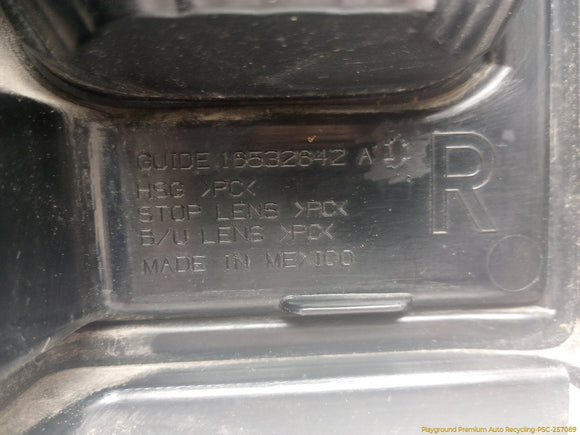 GUIDE 16532642 A
R
HSG >PC<
STOP LENS >PC<
B/U LENS >PC<
MADE IN MEXICO
Playground Premium Auto Recycling-PSC-257089